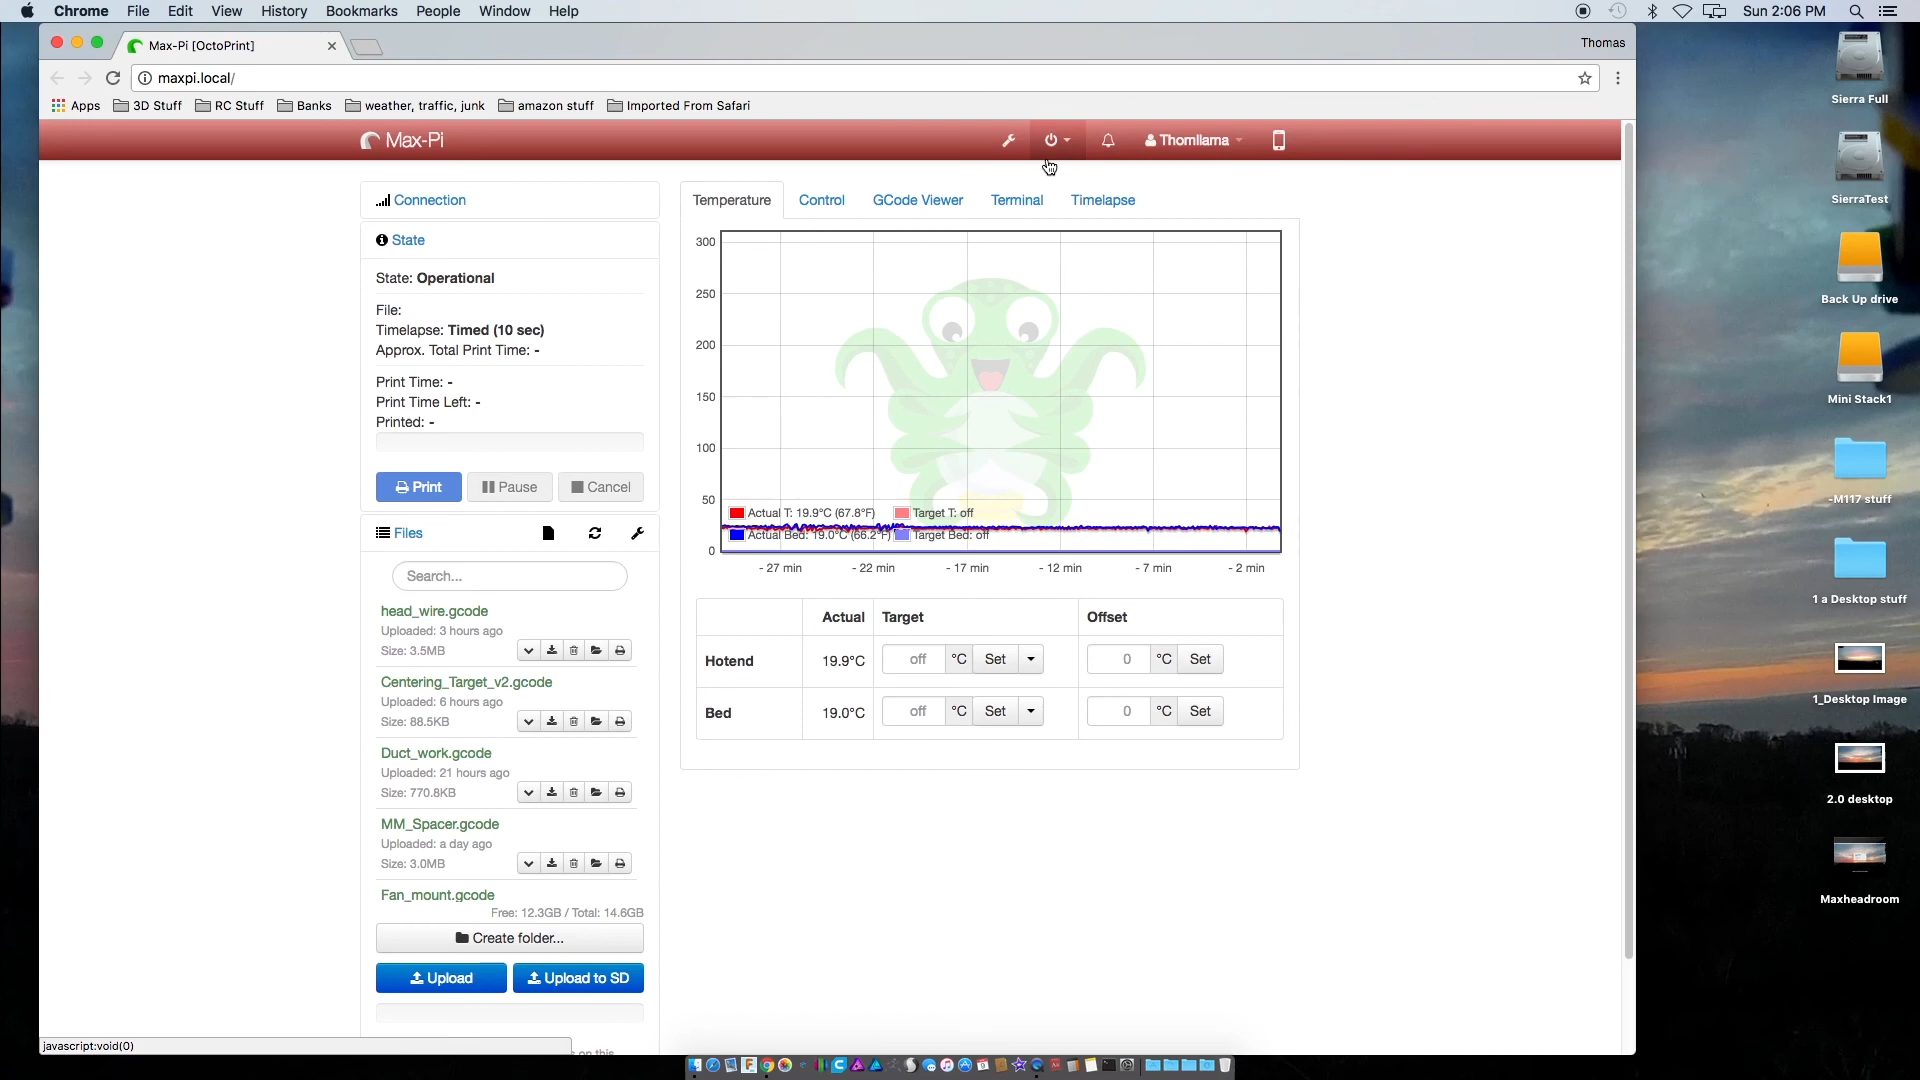 Chrome File Edit View History Bookmarks People Window Help
Sun 2:06 PM
Max-Pi [OctoPrint]
Thomas
maxpi.local/
Apps 3D Stuff RC Stuff Banks weather, traffic, junk amazon stuff Imported From Safari
Max-Pi
Thomllama
Connection
State
State: Operational
File:
Timelapse: Timed (10 sec)
Approx. Total Print Time: -
Print Time: -
Print Time Left: -
Printed: -
Print Pause Cancel
Files
Search...
head_wire.gcode
Uploaded: 3 hours ago
Size: 3.5MB
Centering_Target_v2.gcode
Uploaded: 6 hours ago
Size: 88.5KB
Duct_work.gcode
Uploaded: 21 hours ago
Size: 770.8KB
MM_Spacer.gcode
Uploaded: a day ago
Size: 3.0MB
Fan_mount.gcode
Free: 12.3GB / Total: 14.6GB
Create folder...
Upload Upload to SD
javascript:void(0)
on this
Temperature Control GCode Viewer Terminal Timelapse
300
250
200
150
100
50
0
Actual T: 19.9°C (67.8°F) Target T: off
Actual Bed: 19.0°C (66.2°F) Target Bed: off
- 27 min - 22 min - 17 min - 12 min - 7 min - 2 min
Actual Target Offset
Hotend 19.9°C off °C Set 0 °C Set
Bed 19.0°C off °C Set 0 °C Set
Sierra Full
SierraTest
Back Up drive
Mini Stack1
-M117 stuff
1 a Desktop stuff
1_Desktop Image
2.0 desktop
Maxheadroom